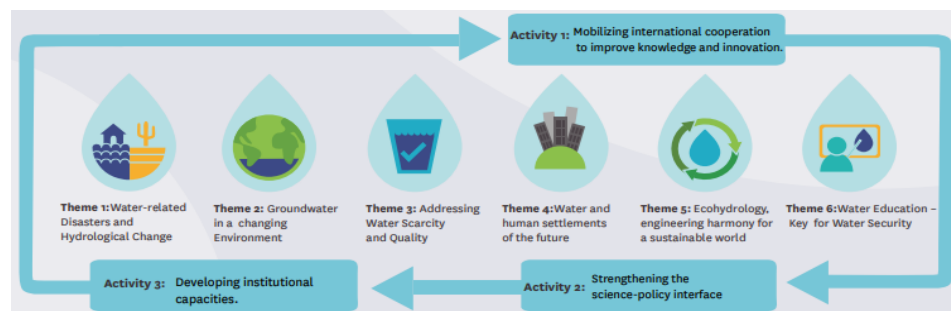 Activity 1: Mobilizing international cooperation
to improve knowledge and innovation.
Theme 1:Water-related
Disasters and
Hydrological Change
Theme 2: Groundwater
in a changing
Environment
Theme 3: Addressing
Water Scarcity
and Quality
Theme 4:Water and
human settlements
of the future
Theme 5: Ecohydrology,
engineering harmony for
a sustainable world
Theme 6:Water Education –
Key for Water Security
Activity 3: Developing institutional
capacities.
Activity 2: Strengthening the
science-policy interface